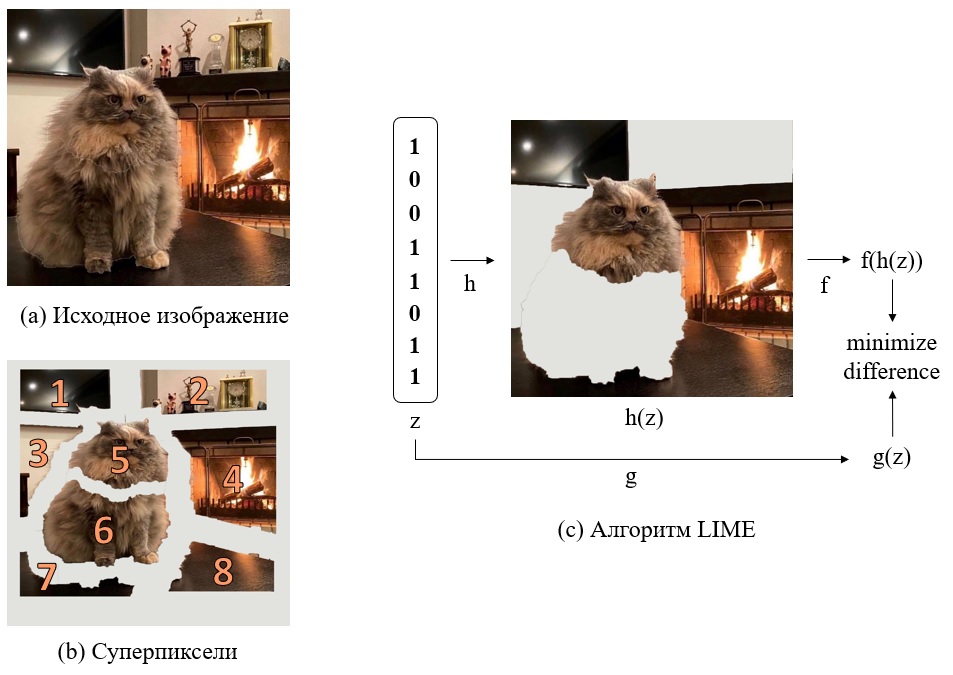 (a) Исходное изображение
1
2
3
5
4
6
7
8
(b) Суперпиксели
1
0
0
1
1
0
1
1
z
h
h(z)
f
f(h(z))
minimize
difference
g(z)
g
(c) Алгоритм LIME